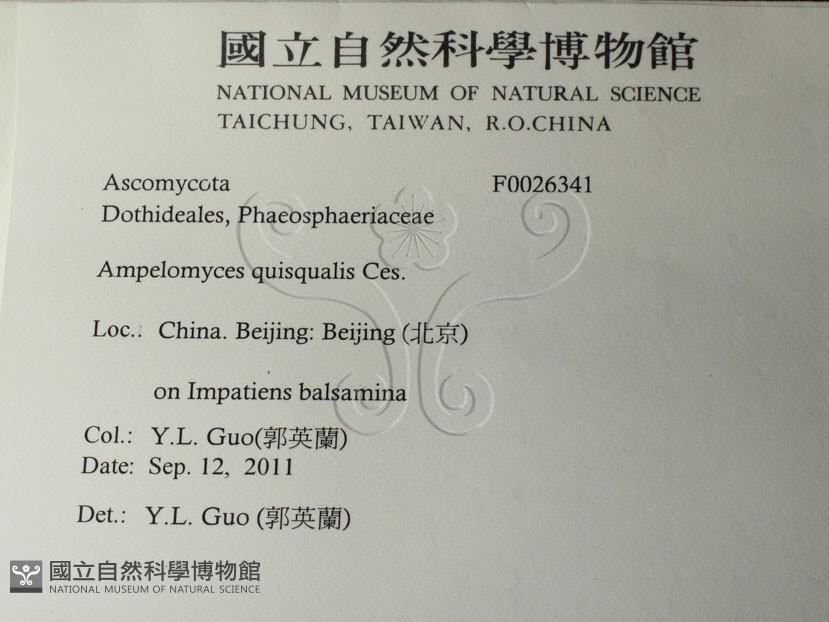 國立自然科學博物館
NATIONAL MUSEUM OF NATURAL SCIENCE
TAICHUNG, TAIWAN, R.O.CHINA
Ascomycota F0026341
Dothideales, Phaeosphaeriaceae
Ampelomyces quisqualis Ces.
Loc.: China. Beijing: Beijing (北京)
on Impatiens balsamina
Col.: Y.L. Guo(郭英蘭)
Date: Sep. 12, 2011
Det.: Y.L. Guo (郭英蘭)
國立自然科學博物館
NATIONAL MUSEUM OF NATURAL SCIENCE